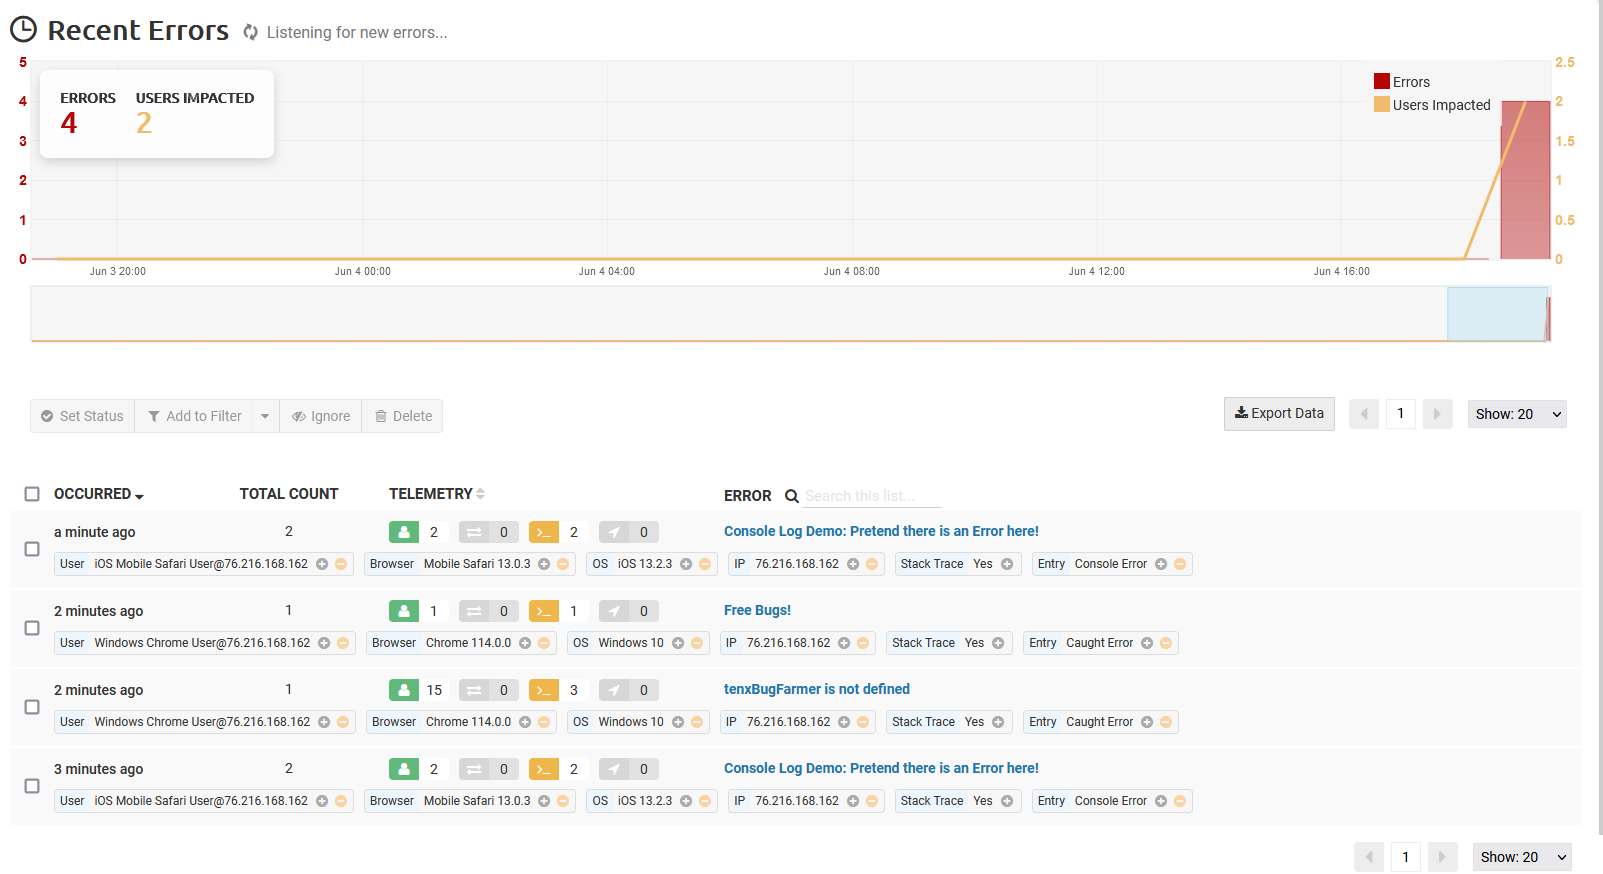 Recent Errors Listening for new errors...
5 2.5
ERRORS USERS IMPACTED
4 2
Errors
Users Impacted
4 2
3 1.5
2 1
1 0.5
0 0
Jun 3 20:00 Jun 4 00:00 Jun 4 04:00 Jun 4 08:00 Jun 4 12:00 Jun 4 16:00
Set Status Add to Filter Ignore Delete Export Data 1 Show: 20
OCCURRED TOTAL COUNT TELEMETRY ERROR Search this list...
a minute ago 2 2 0 >_ 2 0 Console Log Demo: Pretend there is an Error here!
User iOS Mobile Safari User@76.216.168.162 Browser Mobile Safari 13.0.3 OS iOS 13.2.3 IP 76.216.168.162 Stack Trace Yes Entry Console Error
2 minutes ago 1 1 0 >_ 1 0 Free Bugs!
User Windows Chrome User@76.216.168.162 Browser Chrome 114.0.0 OS Windows 10 IP 76.216.168.162 Stack Trace Yes Entry Caught Error
2 minutes ago 1 15 0 >_ 3 0 tenxBugFarmer is not defined
User Windows Chrome User@76.216.168.162 Browser Chrome 114.0.0 OS Windows 10 IP 76.216.168.162 Stack Trace Yes Entry Caught Error
3 minutes ago 2 2 0 >_ 2 0 Console Log Demo: Pretend there is an Error here!
User iOS Mobile Safari User@76.216.168.162 Browser Mobile Safari 13.0.3 OS iOS 13.2.3 IP 76.216.168.162 Stack Trace Yes Entry Console Error
1 Show: 20